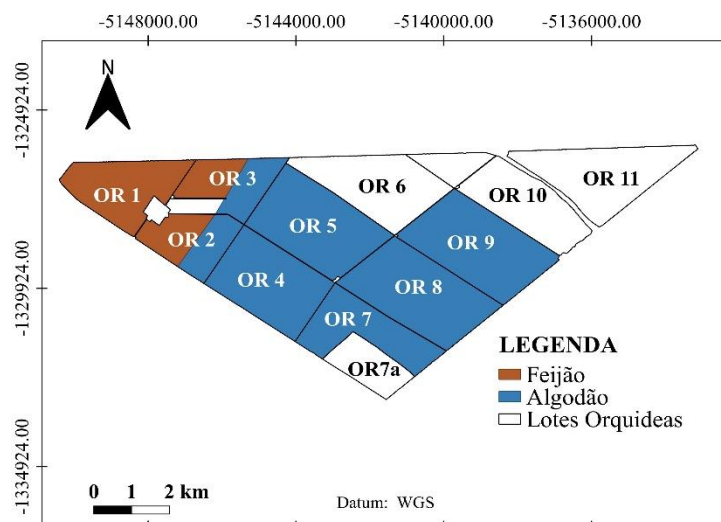 -5148000.00 -5144000.00 -5140000.00 -5136000.00
-1324924.00
-1329924.00
-1334924.00
N
OR 1
OR 3
OR 2
OR 6
OR 10
OR 11
OR 5
OR 9
OR 4
OR 8
OR 7
OR7a
LEGENDA
Feijão
Algodão
Lotes Orquideas
0 1 2 km
Datum: WGS